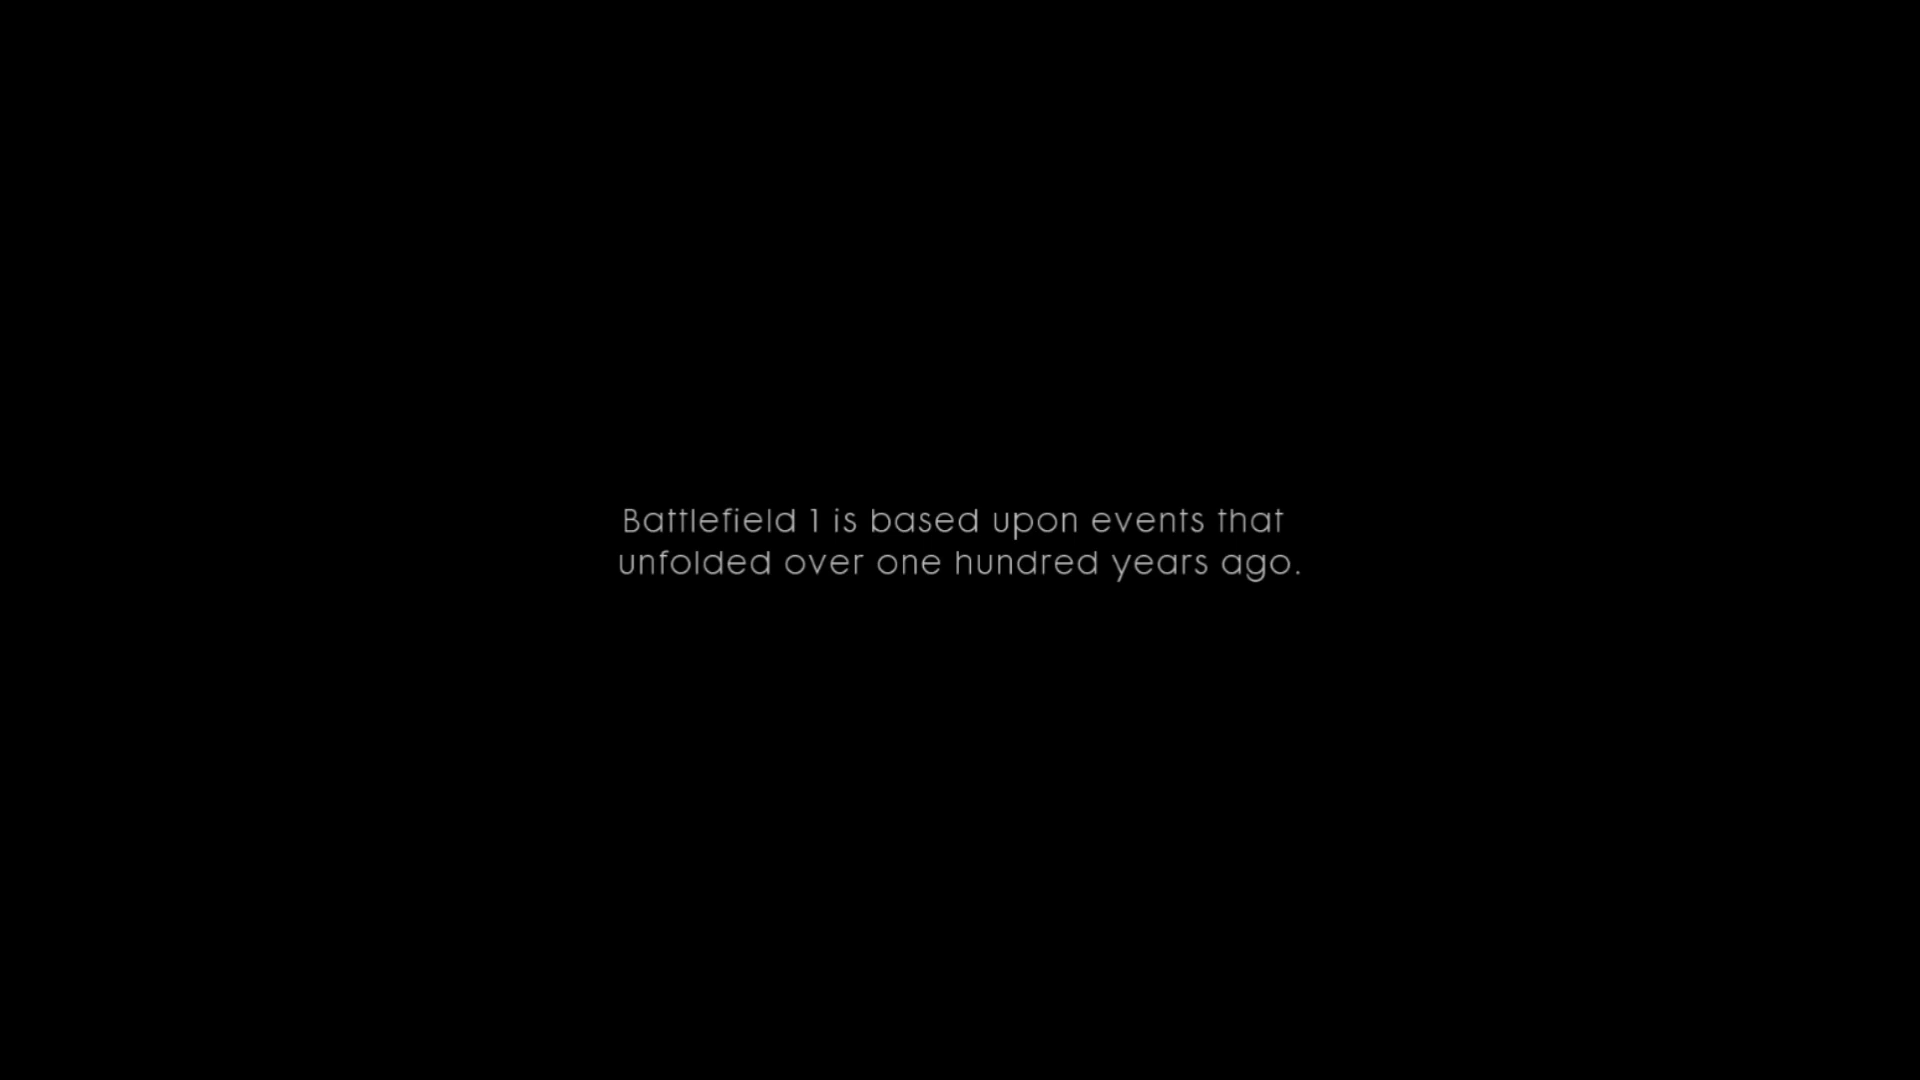 Battlefield 1 is based upon events that
unfolded over one hundred years ago.